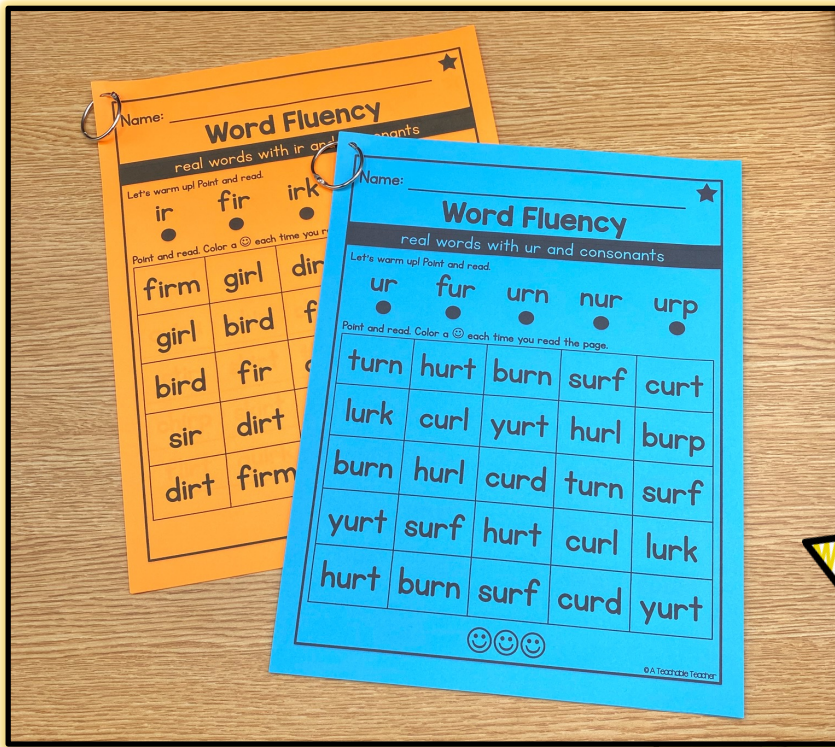 Name:
Word Fluency
real words with ir and consonants
Let's warm up! Point and read.
ir fir irk
Point and read. Color a each time you
firm girl
girl bird
bird fir
sir dirt
dirt firm
Name:
Word Fluency
real words with ur and consonants
Let's warm up! Point and read.
ur fur urn nur urp
Point and read. Color a ☺ each time you read the page.
turn hurt burn surf curt
lurk curl yurt hurl burp
burn hurl curd turn surf
yurt surf hurt curl lurk
hurt burn surf curd yurt
© A Teachable Teacher